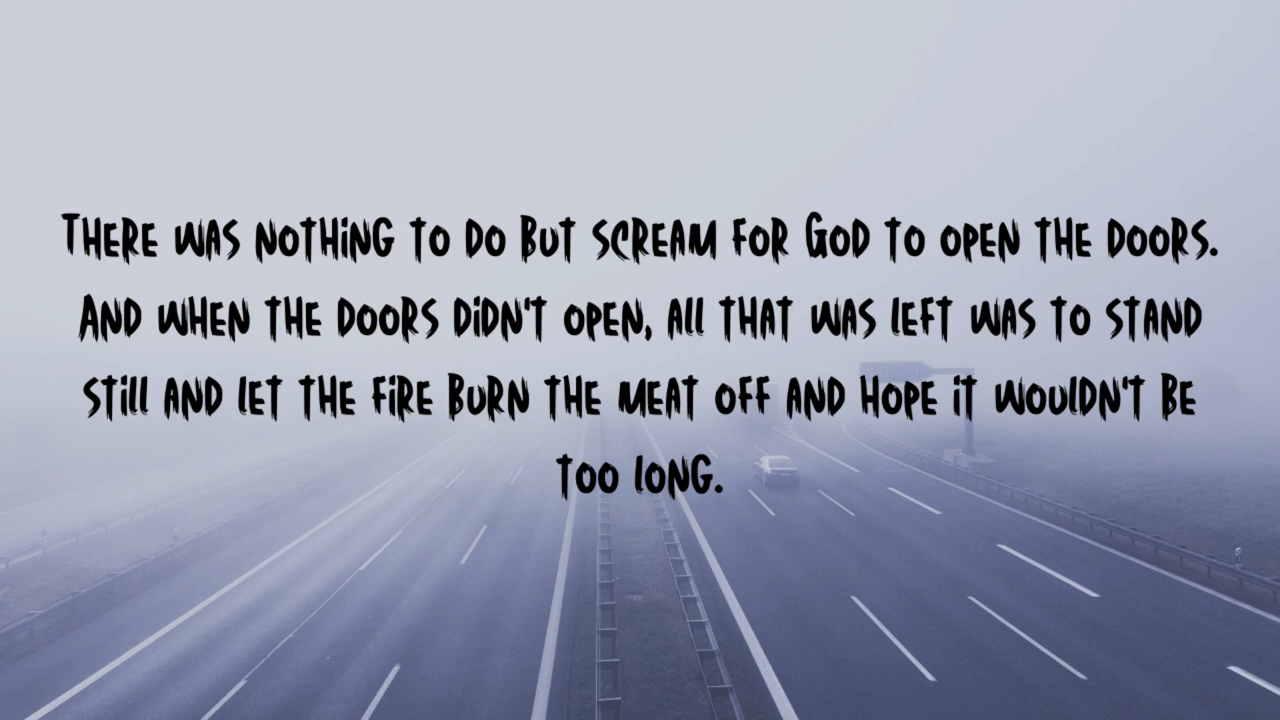 There was nothing to do but scream for God to open the doors.
And when the doors didn't open, all that was left was to stand
still and let the fire burn the meat off and hope it wouldn't be
too long.